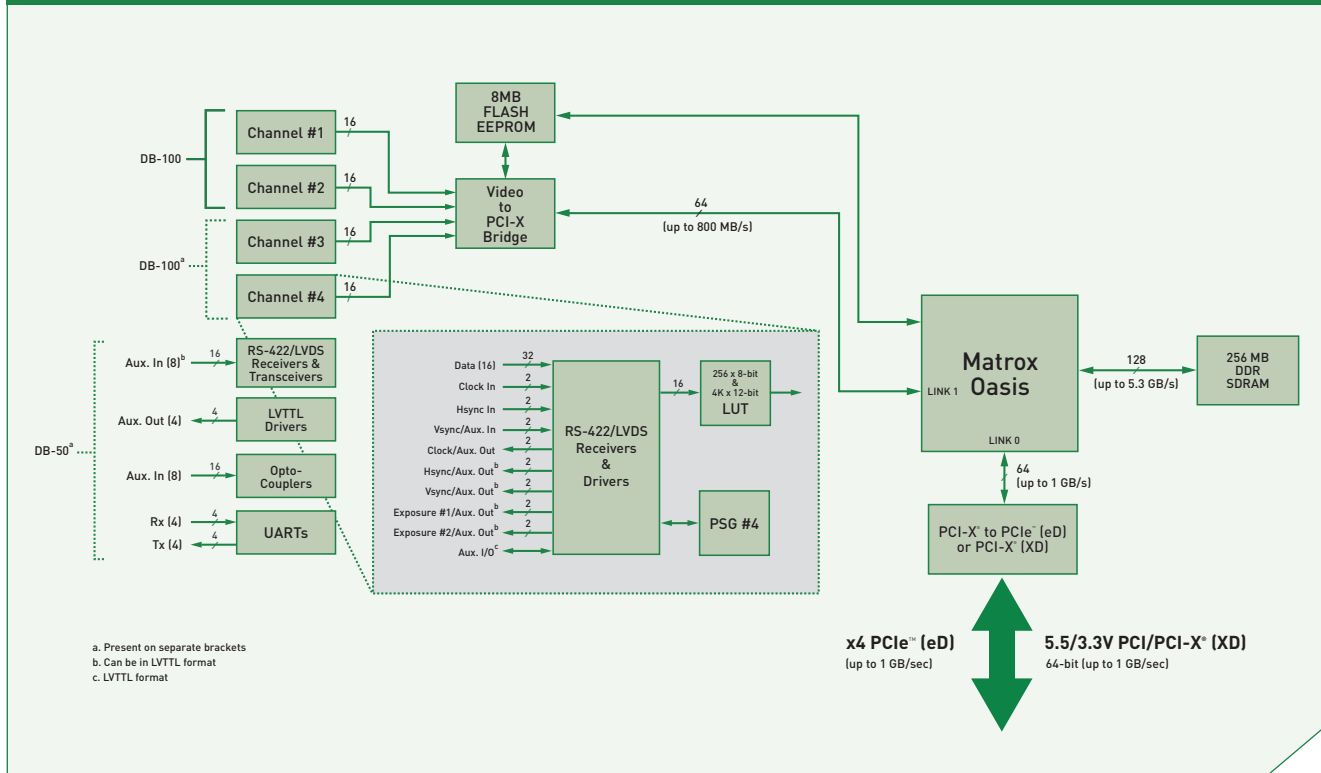 8MB
FLASH
EEPROM
DB-100
Channel #1
16
Channel #2
16
Video
to
PCI-X
Bridge
64
(up to 800 MB/s)
DB-100a
Channel #3
16
Channel #4
16
DB-50a
Aux. In (8)b
16
RS-422/LVDS
Receivers &
Transceivers
Aux. Out (4)
4
LVTTL
Drivers
Aux. In (8)
16
Opto-
Couplers
Rx (4)
4
Tx (4)
4
UARTs
Data (16)
32
Clock In
2
Hsync In
2
Vsync/Aux. In
2
Clock/Aux. Out
2
Hsync/Aux. Outb
2
Vsync/Aux. Outb
2
Exposure #1/Aux. Outb
2
Exposure #2/Aux. Outb
2
Aux. I/Oc
RS-422/LVDS
Receivers
&
Drivers
16
256 x 8-bit
&
4K x 12-bit
LUT
PSG #4
Matrox
Oasis
LINK 1
LINK 0
128
(up to 5.3 GB/s)
256 MB
DDR
SDRAM
64
(up to 1 GB/s)
PCI-X® to PCIe™ (eD)
or PCI-X® (XD)
x4 PCIe™ (eD)
(up to 1 GB/sec)
5.5/3.3V PCI/PCI-X® (XD)
64-bit (up to 1 GB/sec)
a. Present on separate brackets
b. Can be in LVTTL format
c. LVTTL format